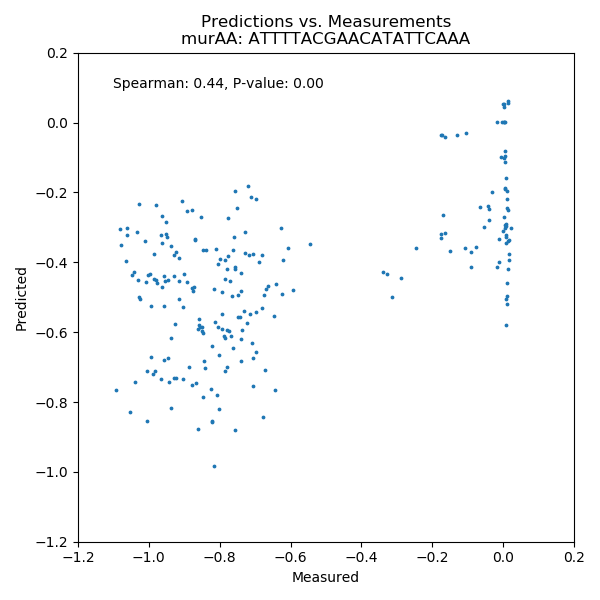 Predictions vs. Measurements
murAA: ATTTTACGAACATATTCAAA
Spearman: 0.44, P-value: 0.00
0.2
0.0
−0.2
−0.4
−0.6
−0.8
−1.0
−1.2
Predicted
−1.2 −1.0 −0.8 −0.6 −0.4 −0.2 0.0 0.2
Measured